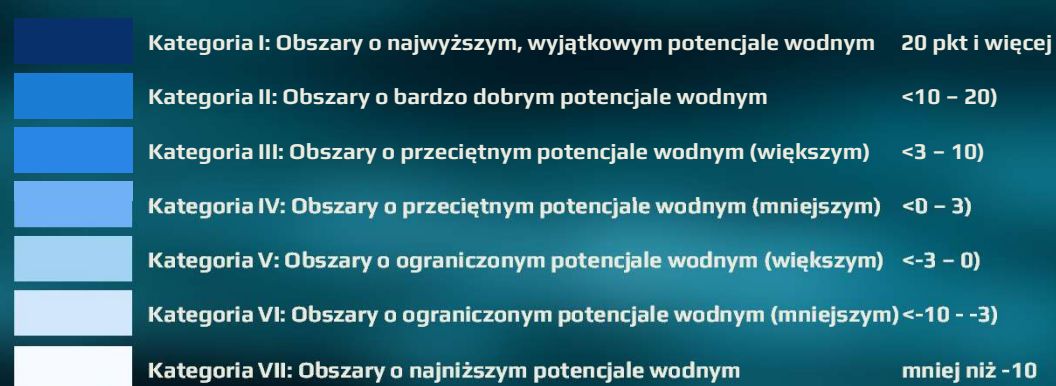 Kategoria I: Obszary o najwyższym, wyjątkowym potencjale wodnym 20 pkt i więcej
Kategoria II: Obszary o bardzo dobrym potencjale wodnym <10 – 20)
Kategoria III: Obszary o przeciętnym potencjale wodnym (większym) <3 – 10)
Kategoria IV: Obszary o przeciętnym potencjale wodnym (mniejszym) <0 – 3)
Kategoria V: Obszary o ograniczonym potencjale wodnym (większym) <-3 – 0)
Kategoria VI: Obszary o ograniczonym potencjale wodnym (mniejszym) <-10 - -3)
Kategoria VII: Obszary o najniższym potencjale wodnym mniej niż -10